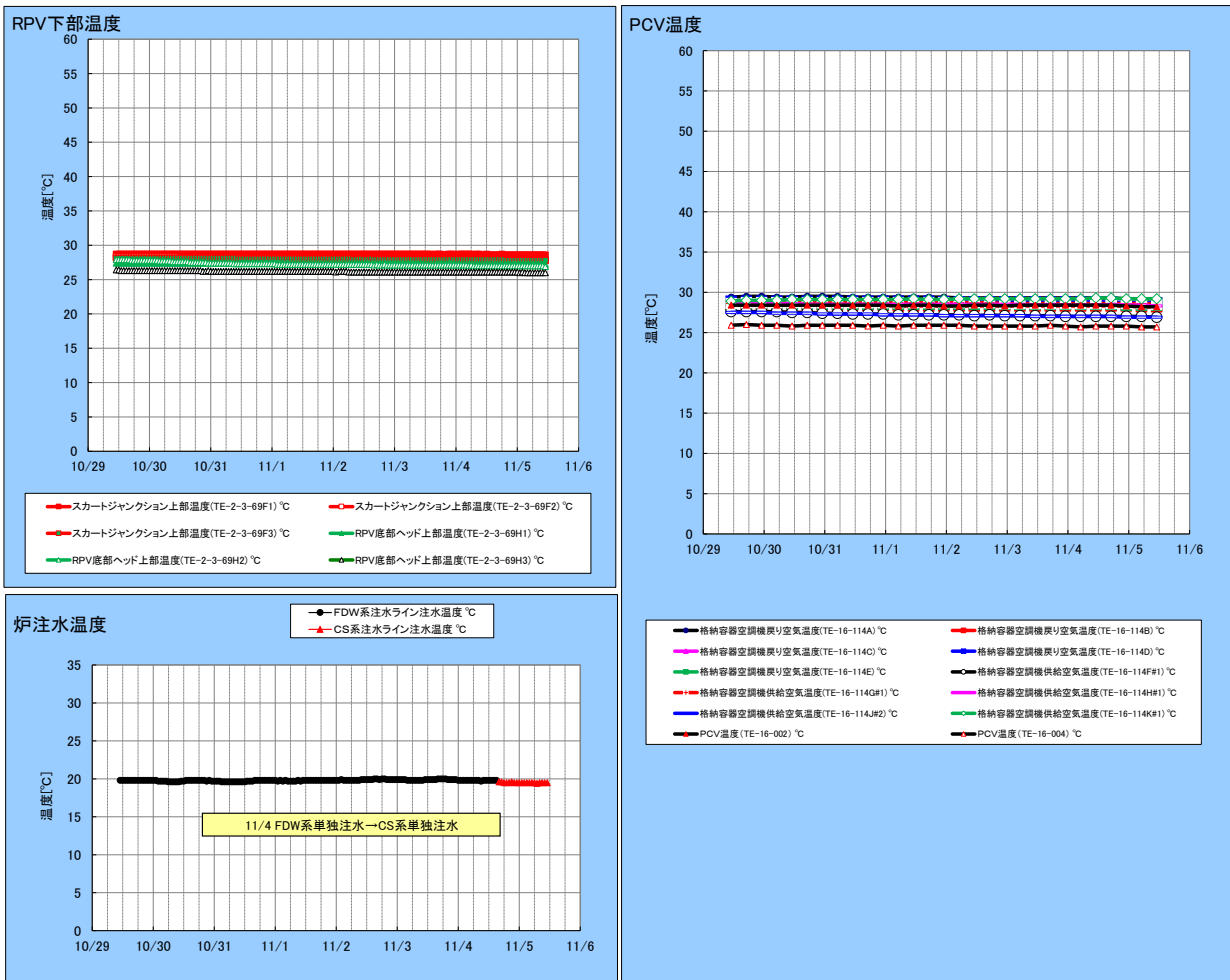 RPV下部温度
60
55
50
45
40
35
30
25
20
15
10
5
0
温度[℃]
10/29 10/30 10/31 11/1 11/2 11/3 11/4 11/5 11/6
スカートジャンクション上部温度(TE-2-3-69F1) ℃ スカートジャンクション上部温度(TE-2-3-69F2) ℃
スカートジャンクション上部温度(TE-2-3-69F3) ℃ RPV底部ヘッド上部温度(TE-2-3-69H1) ℃
RPV底部ヘッド上部温度(TE-2-3-69H2) ℃ RPV底部ヘッド上部温度(TE-2-3-69H3) ℃
炉注水温度
FDW系注水ライン注水温度 ℃
CS系注水ライン注水温度 ℃
35
30
25
20
15
10
5
0
温度[℃]
11/4 FDW系単独注水→CS系単独注水
10/29 10/30 10/31 11/1 11/2 11/3 11/4 11/5 11/6
PCV温度
60
55
50
45
40
35
30
25
20
15
10
5
0
温度[℃]
10/29 10/30 10/31 11/1 11/2 11/3 11/4 11/5 11/6
格納容器空調機戻り空気温度(TE-16-114A) ℃ 格納容器空調機戻り空気温度(TE-16-114B) ℃
格納容器空調機戻り空気温度(TE-16-114C) ℃ 格納容器空調機戻り空気温度(TE-16-114D) ℃
格納容器空調機戻り空気温度(TE-16-114E) ℃ 格納容器空調機供給空気温度(TE-16-114F#1) ℃
格納容器空調機供給空気温度(TE-16-114G#1) ℃ 格納容器空調機供給空気温度(TE-16-114H#1) ℃
格納容器空調機供給空気温度(TE-16-114J#2) ℃ 格納容器空調機供給空気温度(TE-16-114K#1) ℃
PCV温度(TE-16-002) ℃ PCV温度(TE-16-004) ℃